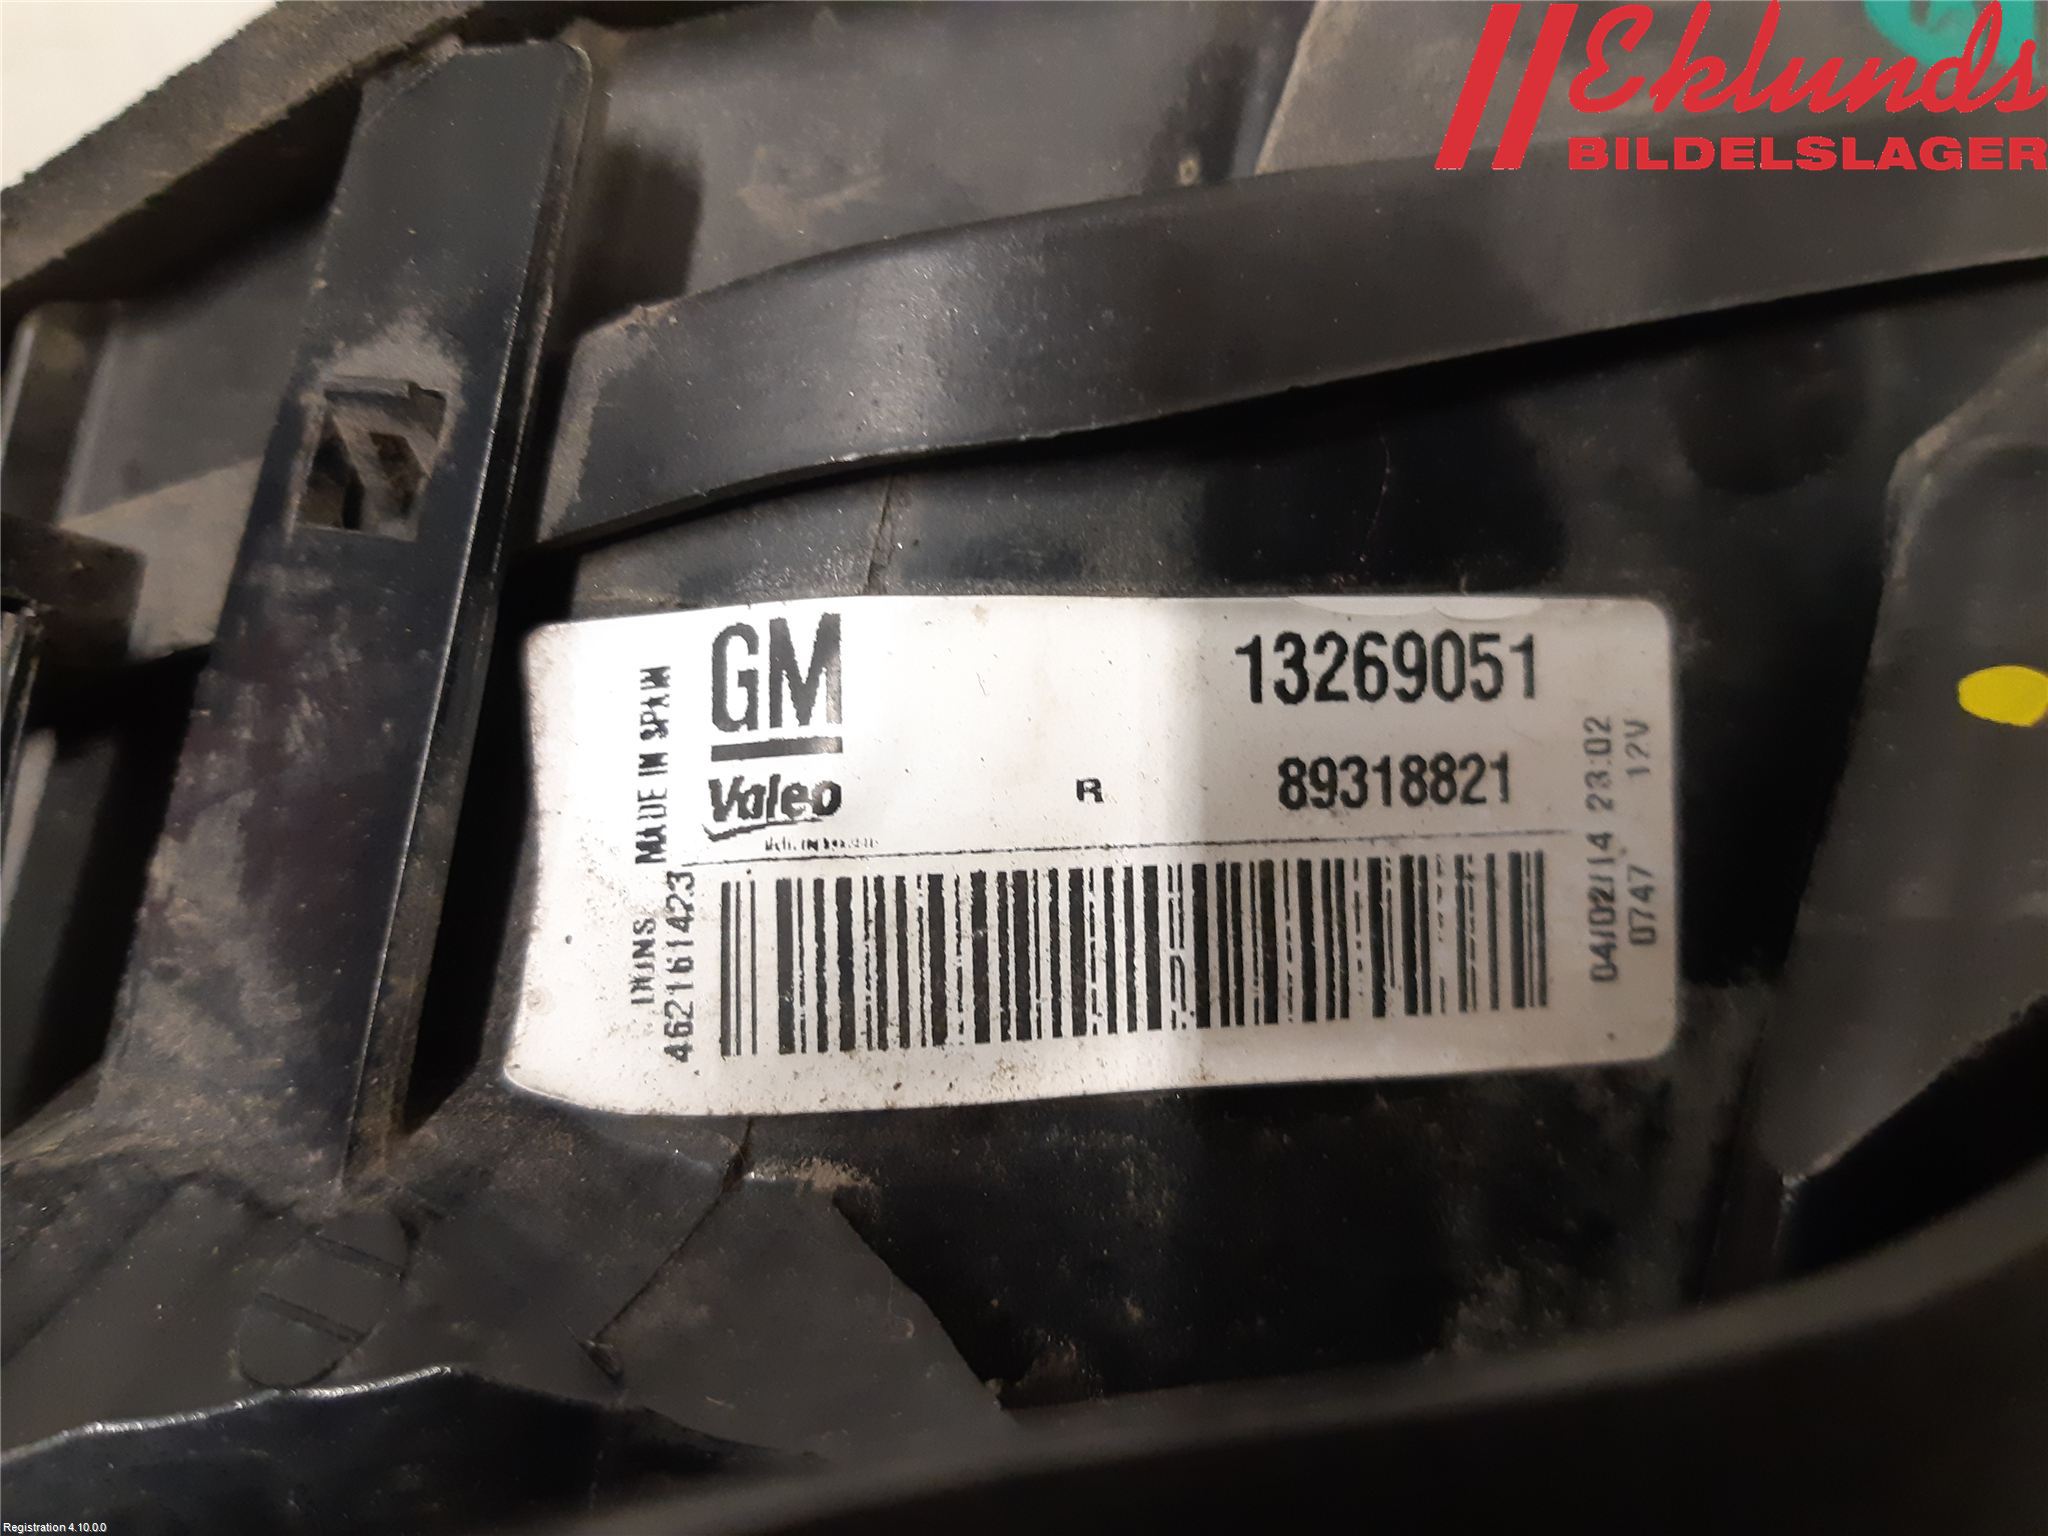 Eklunds
BILDELSLAGER
GM
13269051
Valeo
R
89318821
MADE IN SPAIN
462161423
04/02/14 23:02
0747
12V
Registration 4.10.0.0